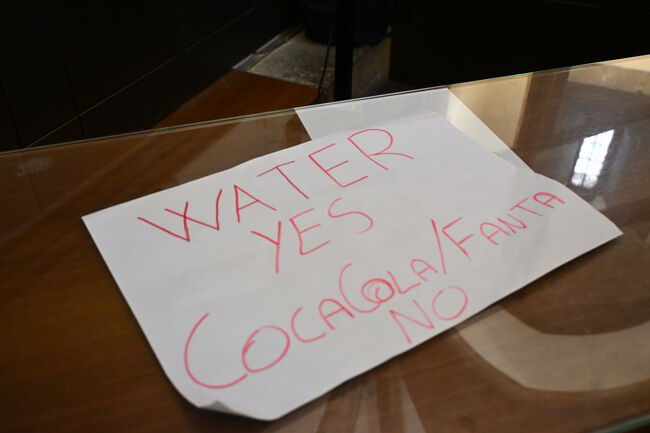 WATER
YES
COCACOLA/FANTA
NO